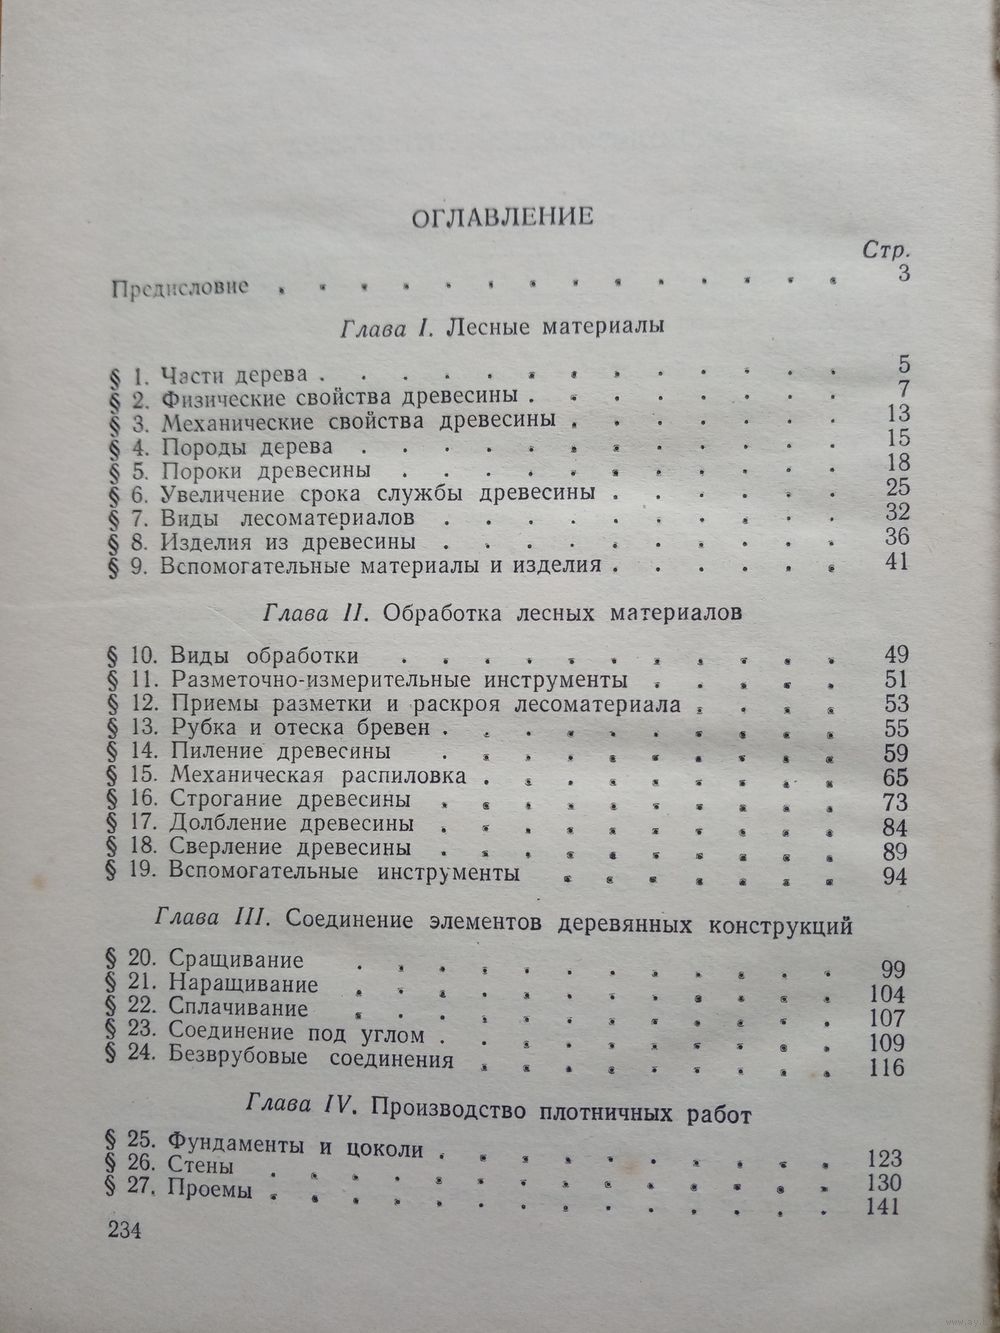 ОГЛАВЛЕНИЕ
Стр.
Предисловие . . . . . . . . . . . . . . 3
Глава I. Лесные материалы
§ 1. Части дерева . . . . . . . . . . . . . 5
§ 2. Физические свойства древесины . . . . . . . . 7
§ 3. Механические свойства древесины . . . . . . . 13
§ 4. Породы дерева . . . . . . . . . . . . 15
§ 5. Пороки древесины . . . . . . . . . . . 18
§ 6. Увеличение срока службы древесины . . . . . . 25
§ 7. Виды лесоматериалов . . . . . . . . . . 32
§ 8. Изделия из древесины . . . . . . . . . . 36
§ 9. Вспомогательные материалы и изделия . . . . . . 41
Глава II. Обработка лесных материалов
§ 10. Виды обработки . . . . . . . . . . . 49
§ 11. Разметочно-измерительные инструменты . . . . . 51
§ 12. Приемы разметки и раскроя лесоматериала . . . . 53
§ 13. Рубка и отеска бревен . . . . . . . . . . 55
§ 14. Пиление древесины . . . . . . . . . . 59
§ 15. Механическая распиловка . . . . . . . . . 65
§ 16. Строгание древесины . . . . . . . . . . 73
§ 17. Долбление древесины . . . . . . . . . . 84
§ 18. Сверление древесины . . . . . . . . . . 89
§ 19. Вспомогательные инструменты . . . . . . . 94
Глава III. Соединение элементов деревянных конструкций
§ 20. Сращивание . . . . . . . . . . . . 99
§ 21. Наращивание . . . . . . . . . . . . 104
§ 22. Сплачивание . . . . . . . . . . . . 107
§ 23. Соединение под углом . . . . . . . . . . 109
§ 24. Безврубовые соединения . . . . . . . . . 116
Глава IV. Производство плотничных работ
§ 25. Фундаменты и цоколи . . . . . . . . . . 123
§ 26. Стены . . . . . . . . . . . . . . 130
§ 27. Проемы . . . . . . . . . . . . . . 141
234